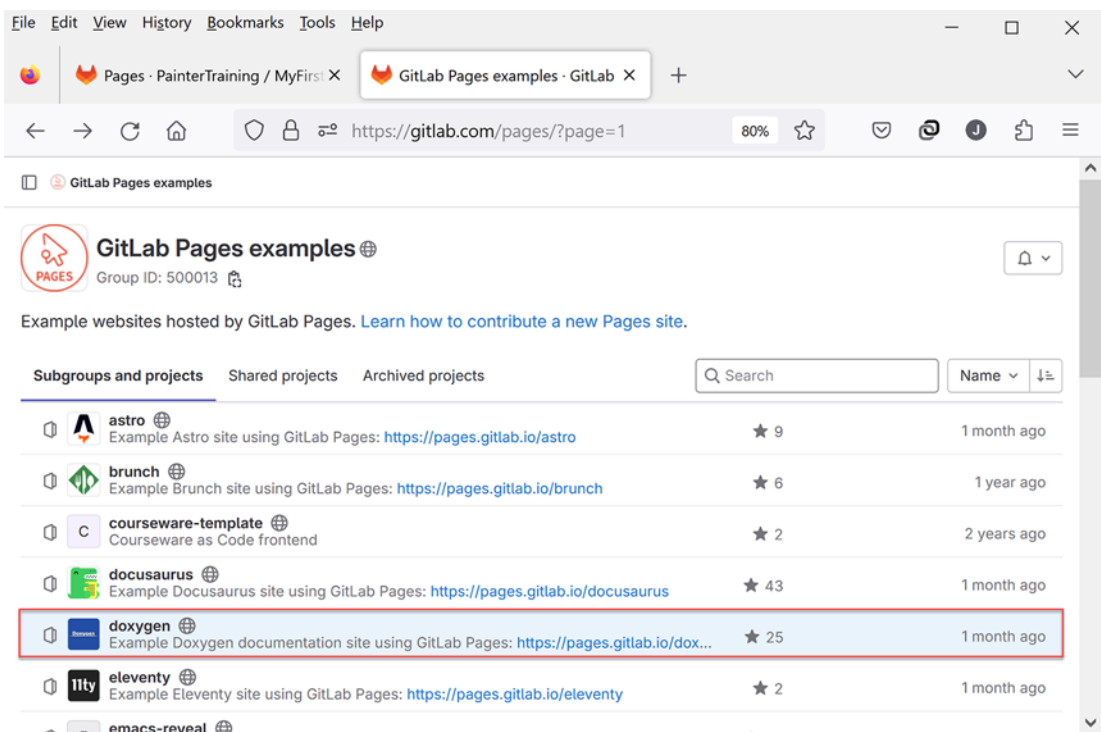 File Edit View History Bookmarks Tools Help
Pages · PainterTraining / MyFirst
GitLab Pages examples · GitLab
https://gitlab.com/pages/?page=1
80%
J
GitLab Pages examples
PAGES
GitLab Pages examples
Group ID: 500013
Example websites hosted by GitLab Pages. Learn how to contribute a new Pages site.
Subgroups and projects Shared projects Archived projects Search Name
astro
Example Astro site using GitLab Pages: https://pages.gitlab.io/astro 9 1 month ago
brunch
Example Brunch site using GitLab Pages: https://pages.gitlab.io/brunch 6 1 year ago
C
courseware-template
Courseware as Code frontend 2 2 years ago
docusaurus
Example Docusaurus site using GitLab Pages: https://pages.gitlab.io/docusaurus 43 1 month ago
doxygen
Example Doxygen documentation site using GitLab Pages: https://pages.gitlab.io/dox... 25 1 month ago
11ty
eleventy
Example Eleventy site using GitLab Pages: https://pages.gitlab.io/eleventy 2 1 month ago
emacs-reveal